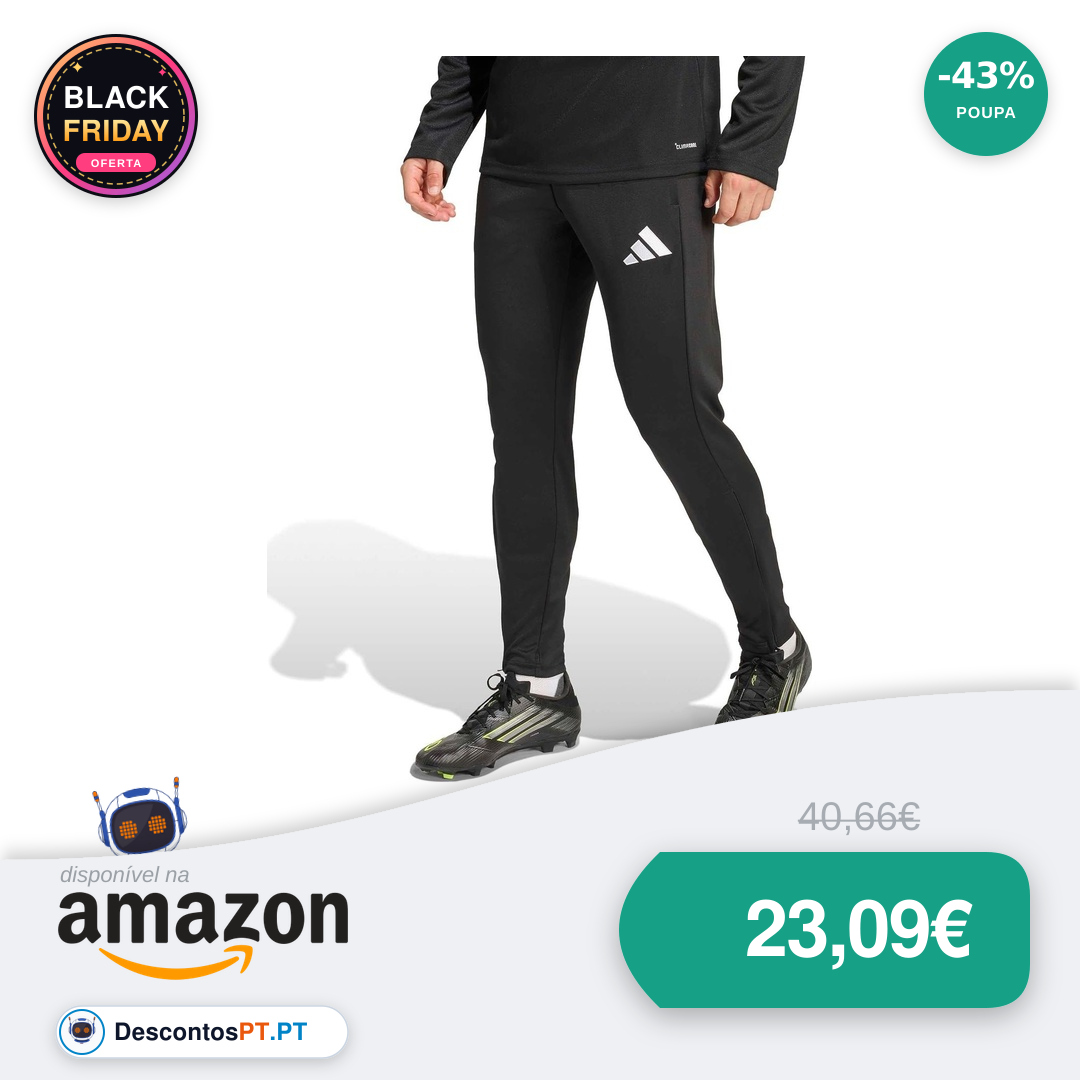 BLACK
FRIDAY
OFERTA
-43%
POUPA
40,66€
23,09€
disponível na
amazon
DescontosPT.PT